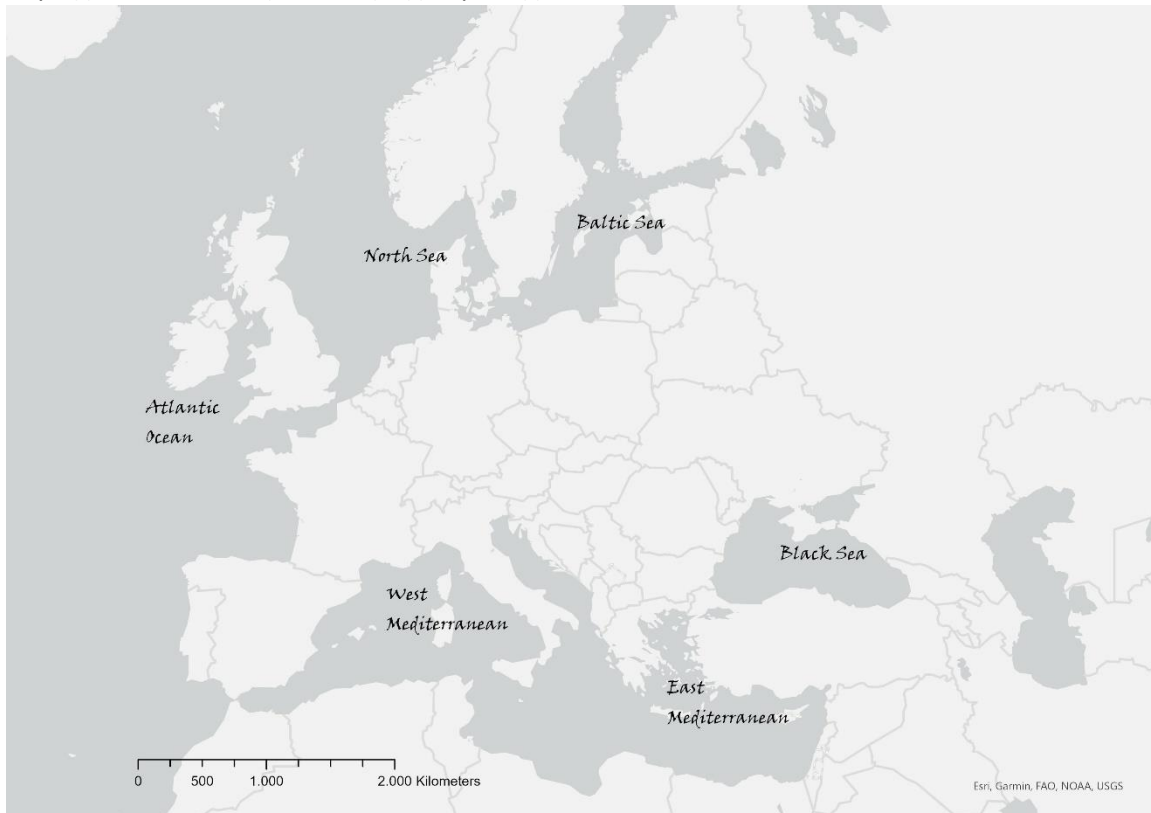 Baltic Sea
North Sea
Atlantic
Ocean
Black Sea
West
Mediterranean
East
Mediterranean
0 500 1.000 2.000 Kilometers
Esri, Garmin, FAO, NOAA, USGS